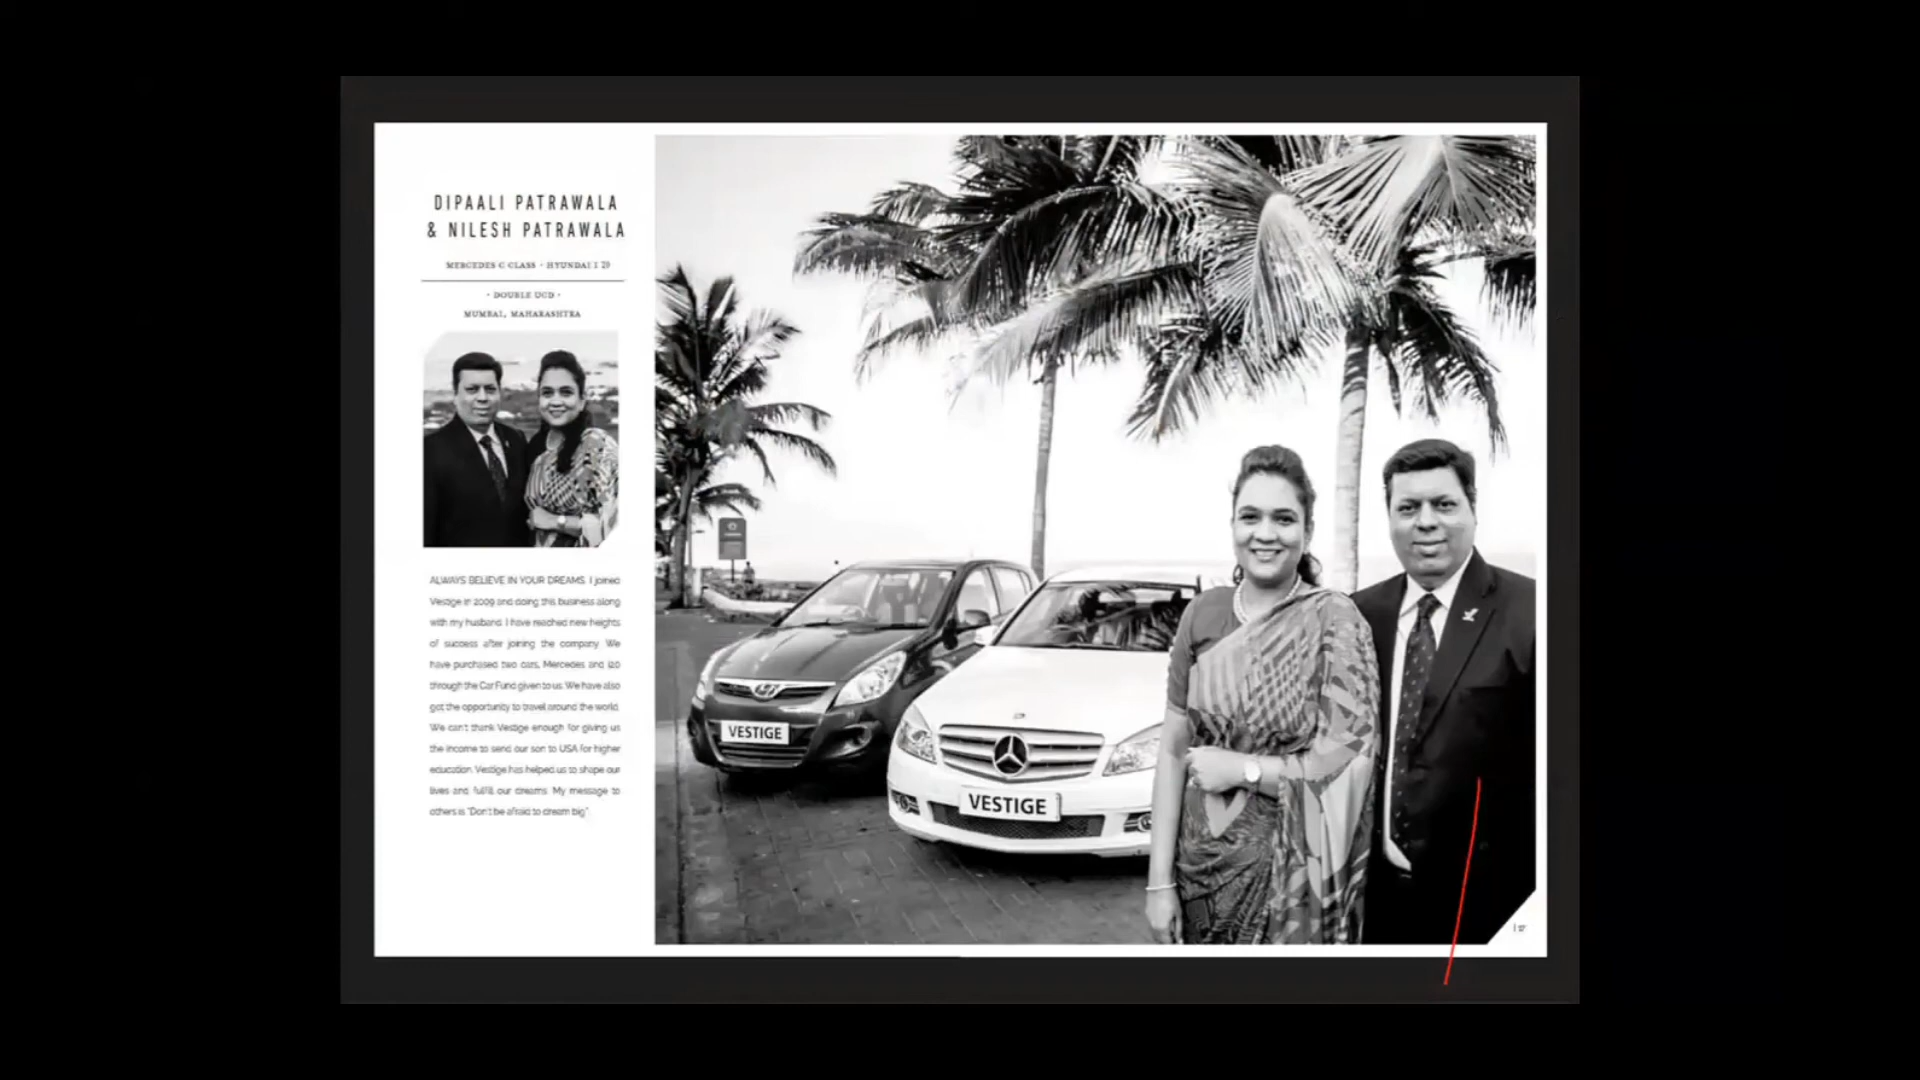 DIPAALI PATRAWALA
& NILESH PATRAWALA
MERCEDES C CLASS - HYUNDAI I 20
- DOUBLE UCD -
MUMBAI, MAHARASHTRA
ALWAYS BELIEVE IN YOUR DREAMS. I joined
Vestige in 2009 and doing this business along
with my husband. I have reached new heights
of success after joining the company. We
have purchased two cars, Mercedes and i20
through the Car Fund given to us. We have also
got the opportunity to travel around the world.
We can't thank Vestige enough for giving us
the income to send our son to USA for higher
education. Vestige has helped us to shape our
lives and fulfill our dreams. My message to
others is "Don't be afraid to dream big".
VESTIGE
VESTIGE